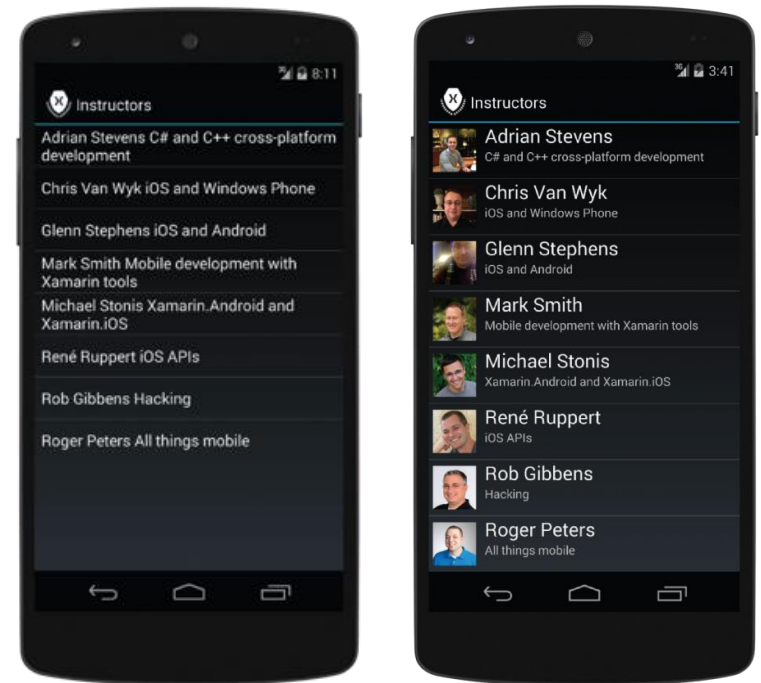 8:11
Instructors
Adrian Stevens C# and C++ cross-platform
development
Chris Van Wyk iOS and Windows Phone
Glenn Stephens iOS and Android
Mark Smith Mobile development with
Xamarin tools
Michael Stonis Xamarin.Android and
Xamarin.iOS
René Ruppert iOS APIs
Rob Gibbens Hacking
Roger Peters All things mobile
3G 3:41
Instructors
Adrian Stevens
C# and C++ cross-platform development
Chris Van Wyk
iOS and Windows Phone
Glenn Stephens
iOS and Android
Mark Smith
Mobile development with Xamarin tools
Michael Stonis
Xamarin.Android and Xamarin.iOS
René Ruppert
iOS APIs
Rob Gibbens
Hacking
Roger Peters
All things mobile